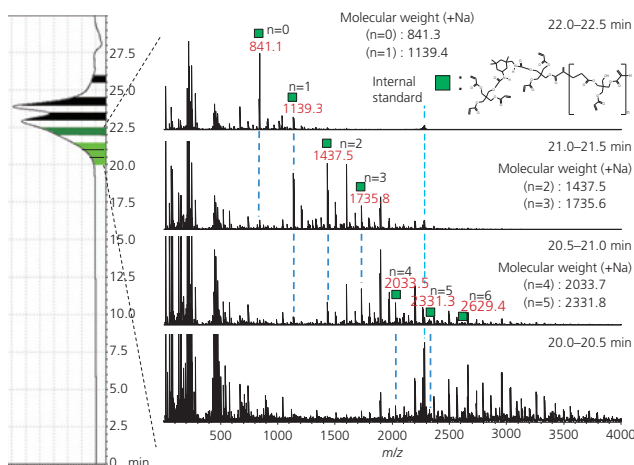 27.5
25.0
22.5
20.0
17.5
15.0
12.5
10.0
7.5
5.0
2.5
0 min
n=0
841.1
n=1
1139.3
Molecular weight (+Na)
(n=0) : 841.3
(n=1) : 1139.4
Internal
standard
:
22.0–22.5 min
n=2
1437.5
n=3
1735.8
21.0–21.5 min
Molecular weight (+Na)
(n=2) : 1437.5
(n=3) : 1735.6
n=4
2033.5
n=5
2331.3
n=6
2629.4
20.5–21.0 min
Molecular weight (+Na)
(n=4) : 2033.7
(n=5) : 2331.8
20.0–20.5 min
500 1000 1500 2000 2500 3000 3500 4000
m/z